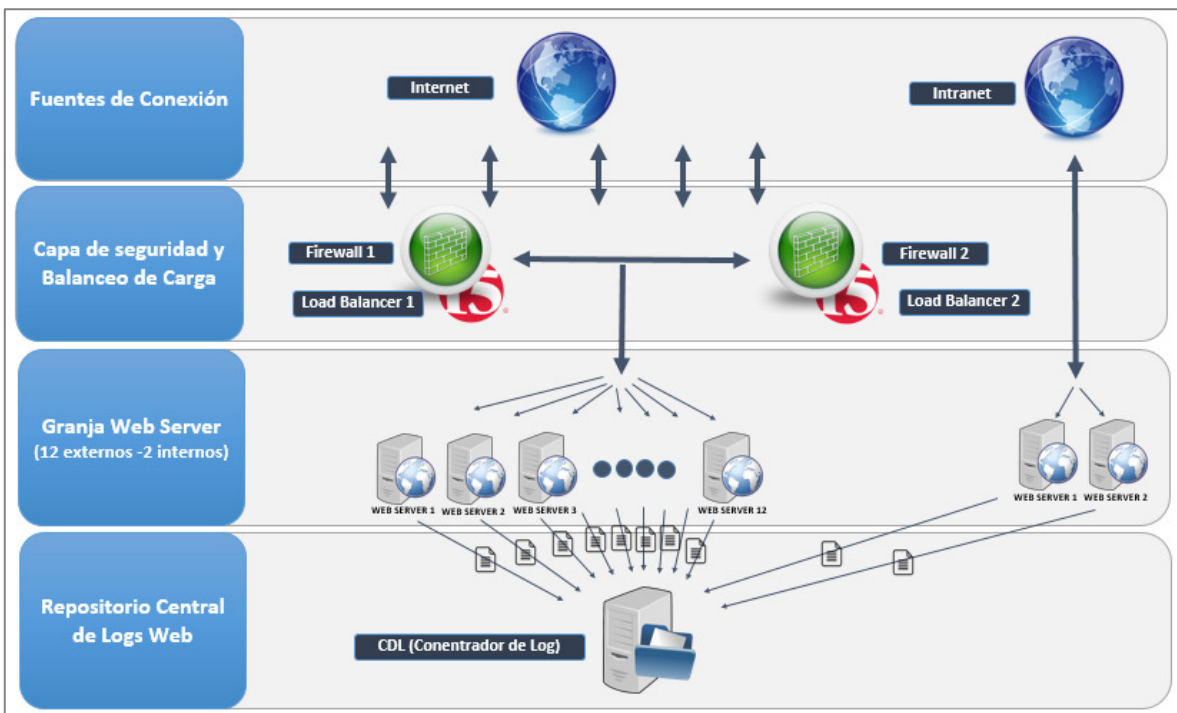 Fuentes de Conexión
Internet
Intranet
Capa de seguridad y
Balanceo de Carga
Firewall 1
Load Balancer 1
Firewall 2
Load Balancer 2
Granja Web Server
(12 externos -2 internos)
WEB SERVER 1
WEB SERVER 2
WEB SERVER 3
WEB SERVER 12
WEB SERVER 1
WEB SERVER 2
Repositorio Central
de Logs Web
CDL (Conentrador de Log)